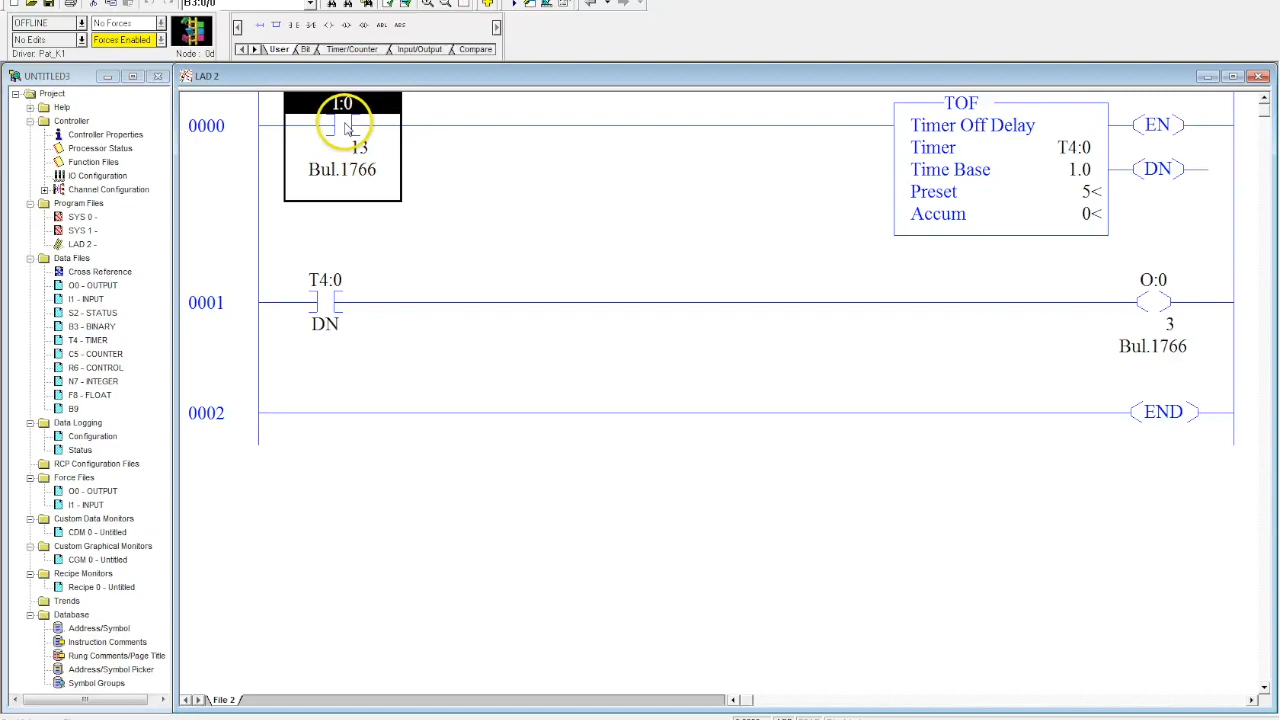 B3:0/0
OFFLINE No Forces
No Edits Forces Enabled
Driver: Pat_K1 Node : 0d
User Bit Timer/Counter Input/Output Compare
UNTITLED3
Project
Help
Controller
Controller Properties
Processor Status
Function Files
IO Configuration
Channel Configuration
Program Files
SYS 0 -
SYS 1 -
LAD 2 -
Data Files
Cross Reference
O0 - OUTPUT
I1 - INPUT
S2 - STATUS
B3 - BINARY
T4 - TIMER
C5 - COUNTER
R6 - CONTROL
N7 - INTEGER
F8 - FLOAT
B9
Data Logging
Configuration
Status
RCP Configuration Files
Force Files
O0 - OUTPUT
I1 - INPUT
Custom Data Monitors
CDM 0 - Untitled
Custom Graphical Monitors
CGM 0 - Untitled
Recipe Monitors
Recipe 0 - Untitled
Trends
Database
Address/Symbol
Instruction Comments
Rung Comments/Page Title
Address/Symbol Picker
Symbol Groups
LAD 2
0000
I:0
13
Bul.1766
TOF
Timer Off Delay
Timer T4:0
Time Base 1.0
Preset 5<
Accum 0<
EN
DN
0001
T4:0
DN
O:0
3
Bul.1766
0002
END
File 2